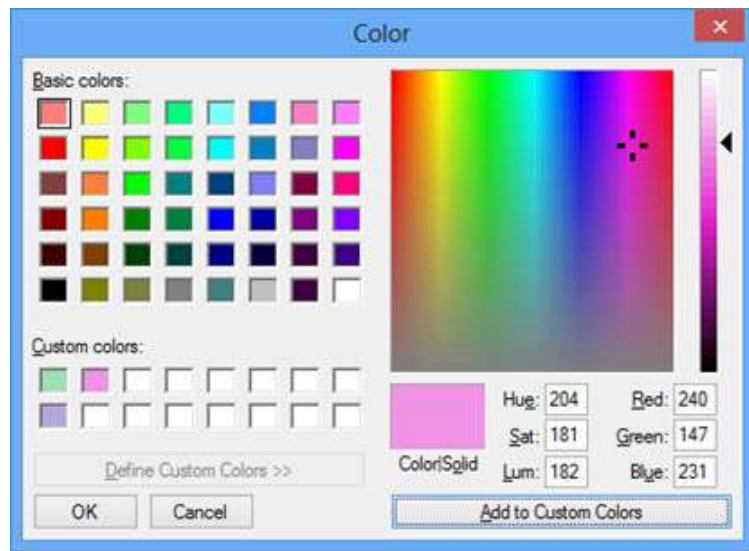 Color
Basic colors:
Custom colors:
Define Custom Colors >>
OK Cancel
Color|Solid
Hue: 204 Red: 240
Sat: 181 Green: 147
Lum: 182 Blue: 231
Add to Custom Colors